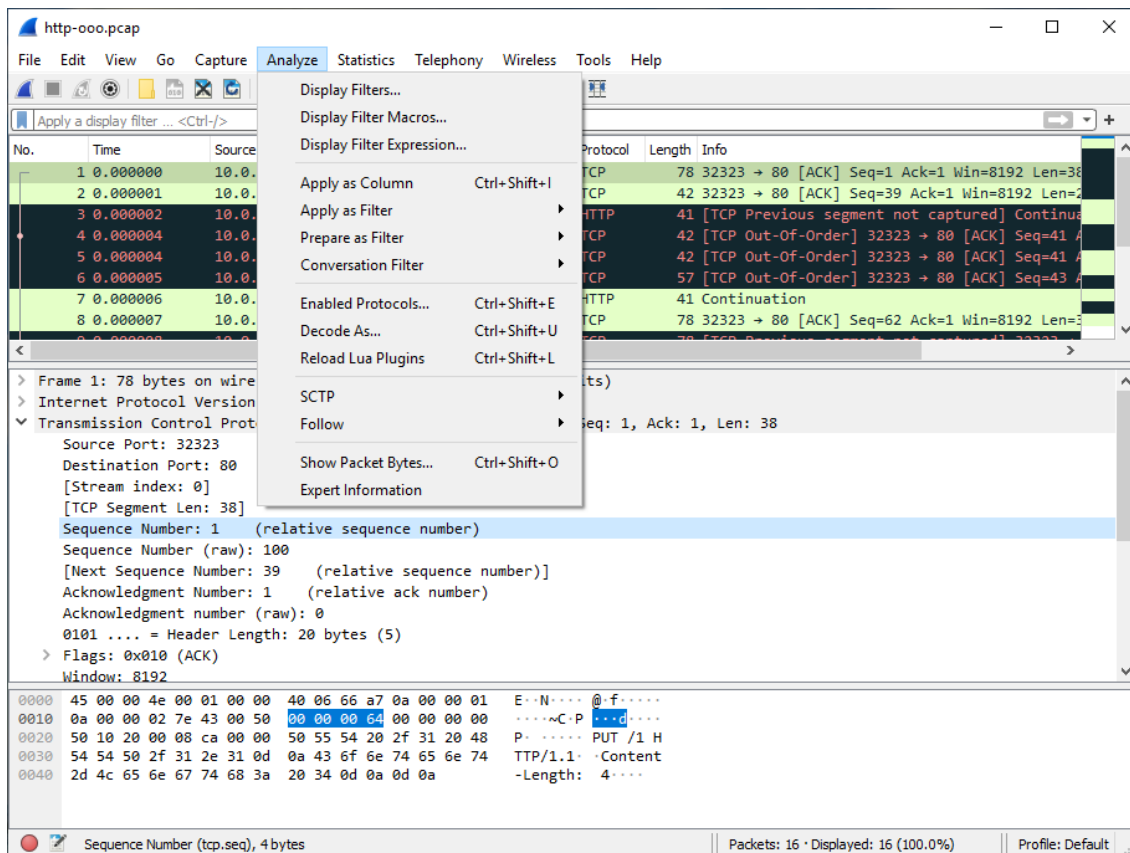 http-ooo.pcap
File Edit View Go Capture Analyze Statistics Telephony Wireless Tools Help
Apply a display filter ... <Ctrl-/>
Display Filters...
Display Filter Macros...
Display Filter Expression...
Apply as Column Ctrl+Shift+I
Apply as Filter
Prepare as Filter
Conversation Filter
Enabled Protocols... Ctrl+Shift+E
Decode As... Ctrl+Shift+U
Reload Lua Plugins Ctrl+Shift+L
SCTP
Follow
Show Packet Bytes... Ctrl+Shift+O
Expert Information
No. Time Source Protocol Length Info
1 0.000000 10.0. TCP 78 32323 → 80 [ACK] Seq=1 Ack=1 Win=8192 Len=38
2 0.000001 10.0. TCP 42 32323 → 80 [ACK] Seq=39 Ack=1 Win=8192 Len=2
3 0.000002 10.0. HTTP 41 [TCP Previous segment not captured] Continua
4 0.000004 10.0. TCP 42 [TCP Out-Of-Order] 32323 → 80 [ACK] Seq=41 A
5 0.000004 10.0. TCP 42 [TCP Out-Of-Order] 32323 → 80 [ACK] Seq=41 A
6 0.000005 10.0. TCP 57 [TCP Out-Of-Order] 32323 → 80 [ACK] Seq=43 A
7 0.000006 10.0. HTTP 41 Continuation
8 0.000007 10.0. TCP 78 32323 → 80 [ACK] Seq=62 Ack=1 Win=8192 Len=3
Frame 1: 78 bytes on wire its)
Internet Protocol Version
Transmission Control Prot Seq: 1, Ack: 1, Len: 38
Source Port: 32323
Destination Port: 80
[Stream index: 0]
[TCP Segment Len: 38]
Sequence Number: 1 (relative sequence number)
Sequence Number (raw): 100
[Next Sequence Number: 39 (relative sequence number)]
Acknowledgment Number: 1 (relative ack number)
Acknowledgment number (raw): 0
0101 .... = Header Length: 20 bytes (5)
Flags: 0x010 (ACK)
Window: 8192
0000 45 00 00 4e 00 01 00 00 40 06 66 a7 0a 00 00 01 E··N···· @·f·····
0010 0a 00 00 02 7e 43 00 50 00 00 00 64 00 00 00 00 ····~C·P ···d····
0020 50 10 20 00 08 ca 00 00 50 55 54 20 2f 31 20 48 P· ····· PUT /1 H
0030 54 54 50 2f 31 2e 31 0d 0a 43 6f 6e 74 65 6e 74 TTP/1.1· ·Content
0040 2d 4c 65 6e 67 74 68 3a 20 34 0d 0a 0d 0a -Length: 4····
Sequence Number (tcp.seq), 4 bytes Packets: 16 · Displayed: 16 (100.0%) Profile: Default